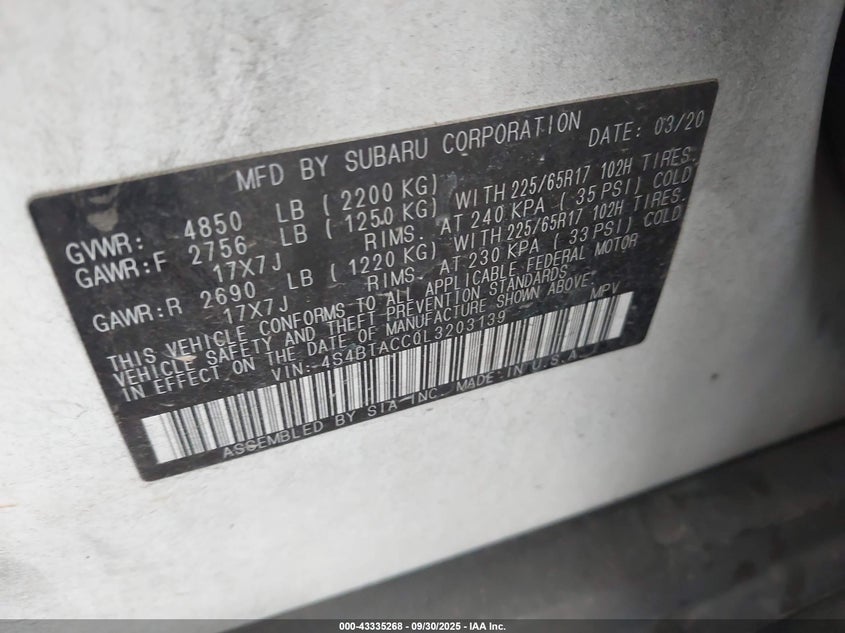 MFD BY SUBARU CORPORATION DATE: 03/20
GVWR: 4850 LB ( 2200 KG)
GAWR:F 2756 LB ( 1250 KG) WITH 225/65R17 102H TIRES.
17X7J RIMS. AT 240 KPA ( 35 PSI) COLD
GAWR:R 2690 LB ( 1220 KG) WITH 225/65R17 102H TIRES.
17X7J RIMS. AT 230 KPA ( 33 PSI) COLD
THIS VEHICLE CONFORMS TO ALL APPLICABLE FEDERAL MOTOR
VEHICLE SAFETY AND THEFT PREVENTION STANDARDS
IN EFFECT ON THE DATE OF MANUFACTURE SHOWN ABOVE.
VIN: 4S4BTACC0L3203139 MPV
ASSEMBLED BY SIA INC. MADE IN U.S.A.
000-43335268 - 09/30/2025 - IAA Inc.